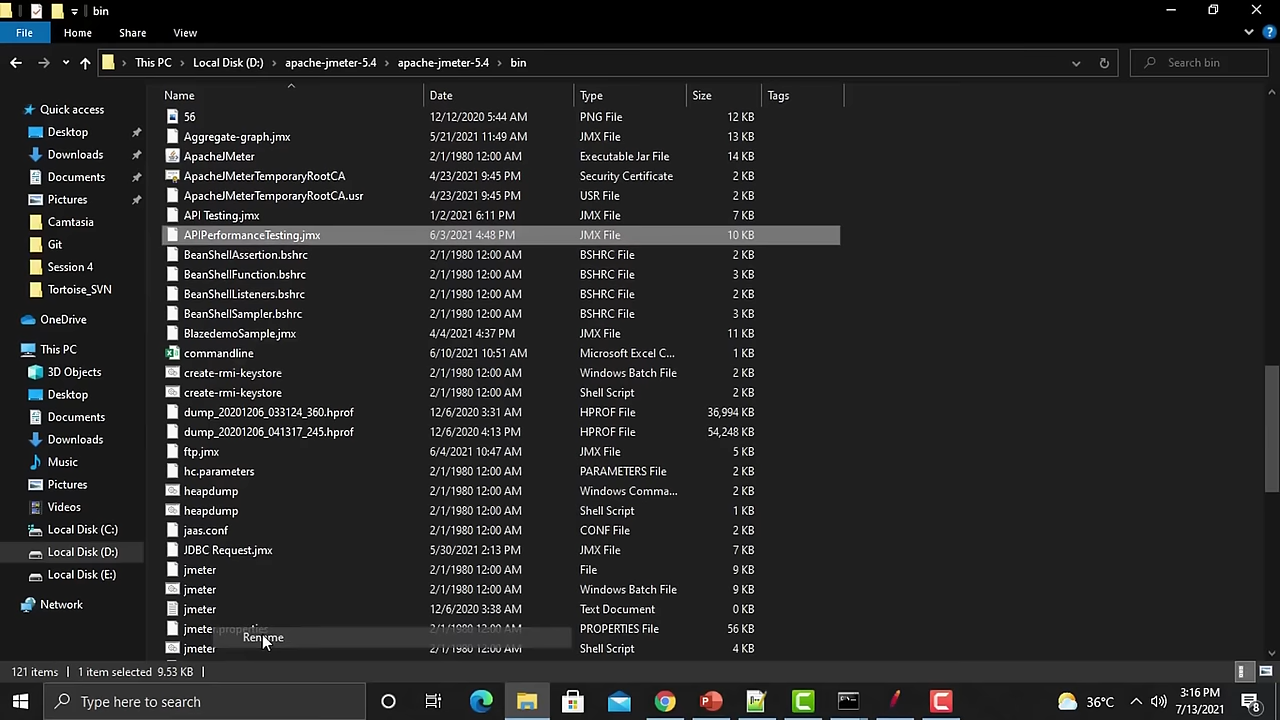 bin
File Home Share View
This PC Local Disk (D:) apache-jmeter-5.4 apache-jmeter-5.4 bin Search bin
Name Date Type Size Tags
Quick access
Desktop
Downloads
Documents
Pictures
Camtasia
Git
Session 4
Tortoise_SVN
OneDrive
This PC
3D Objects
Desktop
Documents
Downloads
Music
Pictures
Videos
Local Disk (C:)
Local Disk (D:)
Local Disk (E:)
Network
56 12/12/2020 5:44 AM PNG File 12 KB
Aggregate-graph.jmx 5/21/2021 11:49 AM JMX File 13 KB
ApacheJMeter 2/1/1980 12:00 AM Executable Jar File 14 KB
ApacheJMeterTemporaryRootCA 4/23/2021 9:45 PM Security Certificate 2 KB
ApacheJMeterTemporaryRootCA.usr 4/23/2021 9:45 PM USR File 2 KB
API Testing.jmx 1/2/2021 6:11 PM JMX File 7 KB
APIPerformanceTesting.jmx 6/3/2021 4:48 PM JMX File 10 KB
BeanShellAssertion.bshrc 2/1/1980 12:00 AM BSHRC File 2 KB
BeanShellFunction.bshrc 2/1/1980 12:00 AM BSHRC File 3 KB
BeanShellListeners.bshrc 2/1/1980 12:00 AM BSHRC File 2 KB
BeanShellSampler.bshrc 2/1/1980 12:00 AM BSHRC File 3 KB
BlazedemoSample.jmx 4/4/2021 4:37 PM JMX File 11 KB
commandline 6/10/2021 10:51 AM Microsoft Excel C... 1 KB
create-rmi-keystore 2/1/1980 12:00 AM Windows Batch File 2 KB
create-rmi-keystore 2/1/1980 12:00 AM Shell Script 2 KB
dump_20201206_033124_360.hprof 12/6/2020 3:31 AM HPROF File 36,994 KB
dump_20201206_041317_245.hprof 12/6/2020 4:13 PM HPROF File 54,248 KB
ftp.jmx 6/4/2021 10:47 AM JMX File 5 KB
hc.parameters 2/1/1980 12:00 AM PARAMETERS File 2 KB
heapdump 2/1/1980 12:00 AM Windows Comma... 2 KB
heapdump 2/1/1980 12:00 AM Shell Script 1 KB
jaas.conf 2/1/1980 12:00 AM CONF File 2 KB
JDBC Request.jmx 5/30/2021 2:13 PM JMX File 7 KB
jmeter 2/1/1980 12:00 AM File 9 KB
jmeter 2/1/1980 12:00 AM Windows Batch File 9 KB
jmeter 12/6/2020 3:38 AM Text Document 0 KB
jmeter.properties 2/1/1980 12:00 AM PROPERTIES File 56 KB
Rename
jmeter 2/1/1980 12:00 AM Shell Script 4 KB
121 items 1 item selected 9.53 KB
Type here to search
36°C
3:16 PM
7/13/2021
8